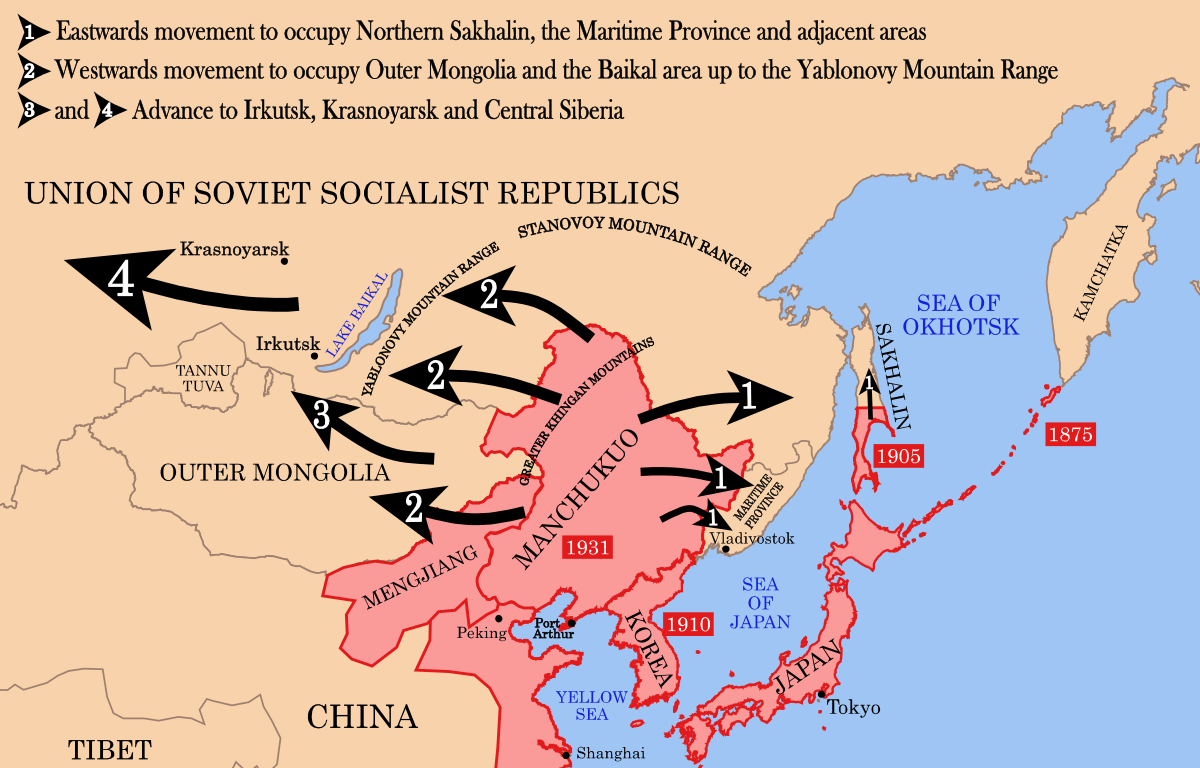 1 Eastwards movement to occupy Northern Sakhalin, the Maritime Province and adjacent areas
2 Westwards movement to occupy Outer Mongolia and the Baikal area up to the Yablonovy Mountain Range
3 and 4 Advance to Irkutsk, Krasnoyarsk and Central Siberia
UNION OF SOVIET SOCIALIST REPUBLICS
STANOVOY MOUNTAIN RANGE
Krasnoyarsk
4
LAKE BAIKAL
YABLONOVY MOUNTAIN RANGE
2
KAMCHATKA
SEA OF
OKHOTSK
SAKHALIN
Irkutsk
TANNU
TUVA
2
GREATER KHINGAN MOUNTAINS
1
1
3
1875
1905
OUTER MONGOLIA
MANCHUKUO
1
MARITIME
PROVINCE
2
1
Vladivostok
1931
MENGJIANG
SEA
OF
JAPAN
Peking
Port
Arthur
KOREA
1910
JAPAN
YELLOW
SEA
Tokyo
CHINA
TIBET
Shanghai